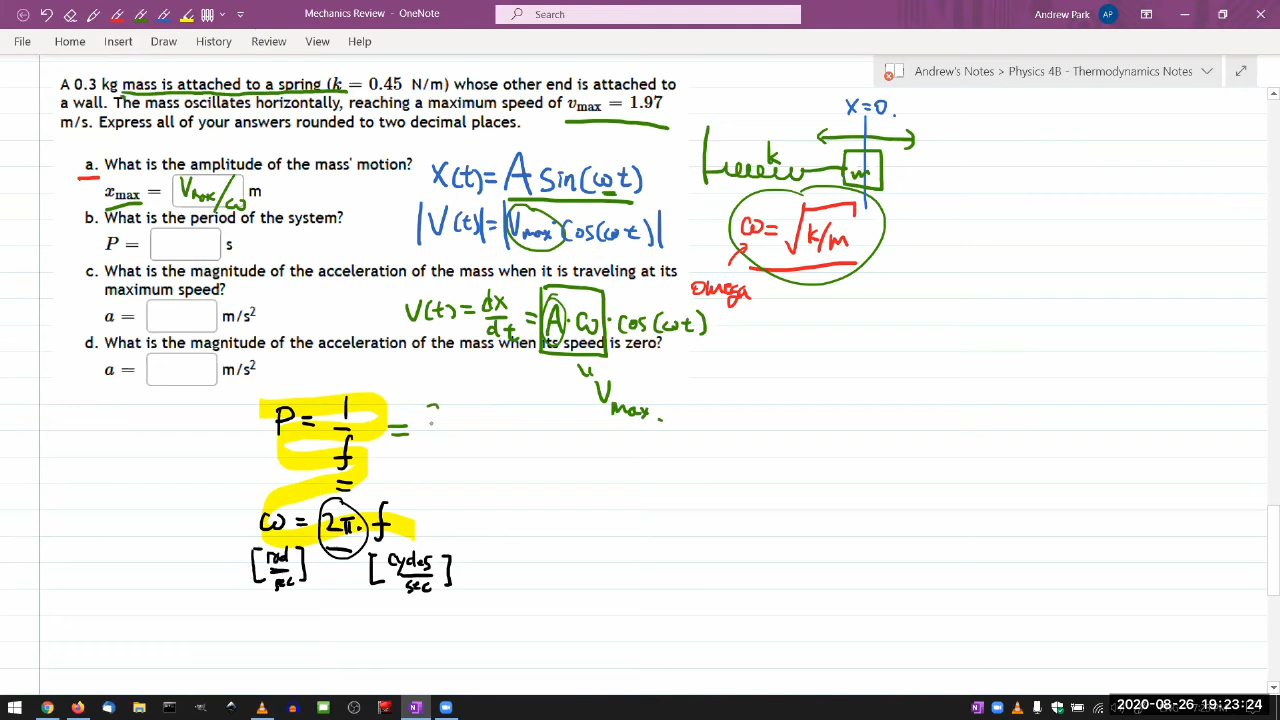 Mechanics Review - OneNote
Search
Andrew Park
AP
File Home Insert Draw History Review View Help
Andrew's Notes > Physics 4B - Thermodynamics Notes
A 0.3 kg mass is attached to a spring (k = 0.45 N/m) whose other end is attached to
a wall. The mass oscillates horizontally, reaching a maximum speed of vmax = 1.97
m/s. Express all of your answers rounded to two decimal places.
a. What is the amplitude of the mass' motion?
xmax = Vmax/ω m
b. What is the period of the system?
P = s
c. What is the magnitude of the acceleration of the mass when it is traveling at its
maximum speed?
a = m/s²
d. What is the magnitude of the acceleration of the mass when its speed is zero?
a = m/s²
X(t)= A sin(ωt)
|V(t)|= |Vmax·cos(ωt)|
V(t)= dx/dt = A·ω·cos(ωt)
Vmax.
X=0.
k
m
ω= √k/m
Omega
P= 1/f =
ω= 2π·f
[rad/sec] [cycles/sec]
2020-08-26 19:23:24